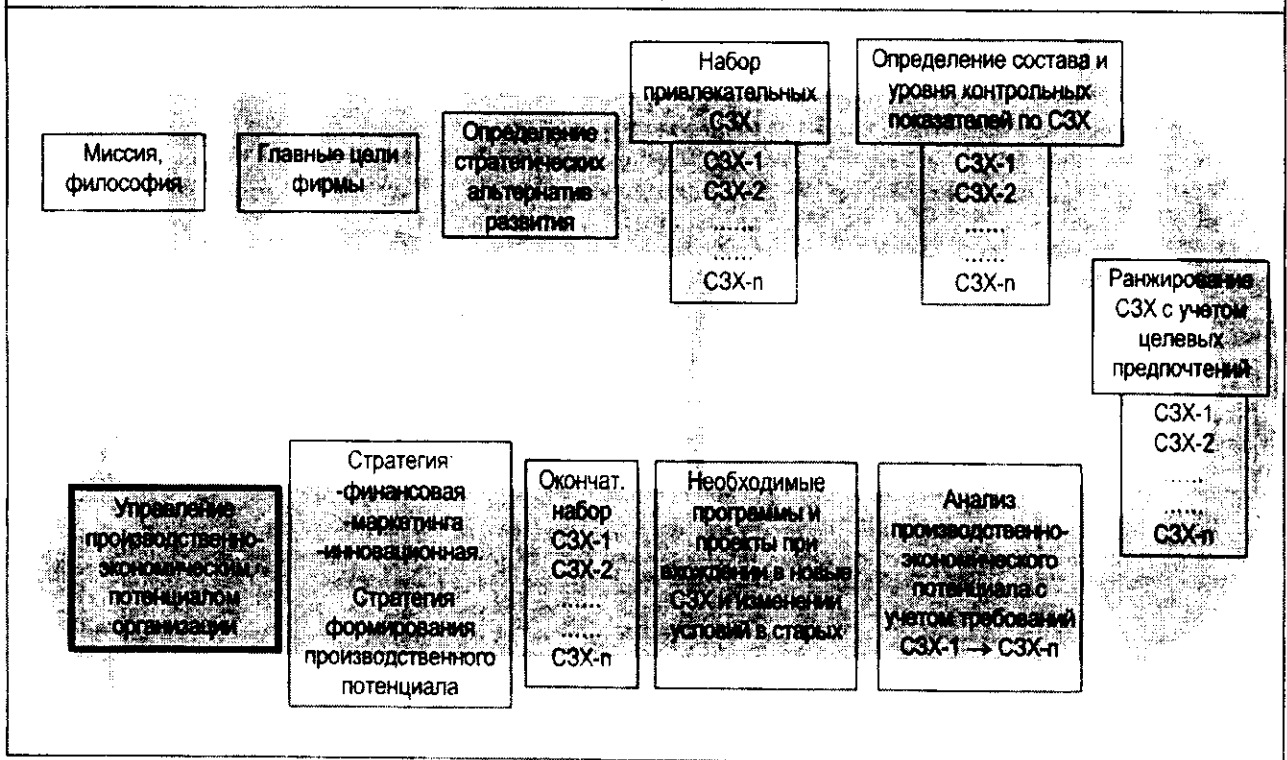 Миссия,
философия
Главные цели
фирмы
Определение
стратегических
альтернатив
развития
Набор
привлекательных
СЗХ
СЗХ-1
СЗХ-2
......
......
СЗХ-n
Определение состава и
уровня контрольных
показателей по СЗХ
СЗХ-1
СЗХ-2
......
......
СЗХ-n
Ранжирование
СЗХ с учетом
целевых
предпочтений
СЗХ-1
СЗХ-2
.....
.....
СЗХ-n
Анализ
производственно-
экономического
потенциала с
учетом требований
СЗХ-1 → СЗХ-n
Необходимые
программы и
проекты при
вхождении в новые
СЗХ и изменении
условий в старых
Окончат.
набор
СЗХ-1
СЗХ-2
......
......
СЗХ-n
Стратегия
-финансовая
-маркетинга
-инновационная.
Стратегия
формирования
производственного
потенциала
Управление
производственно-
экономическим
потенциалом
организации